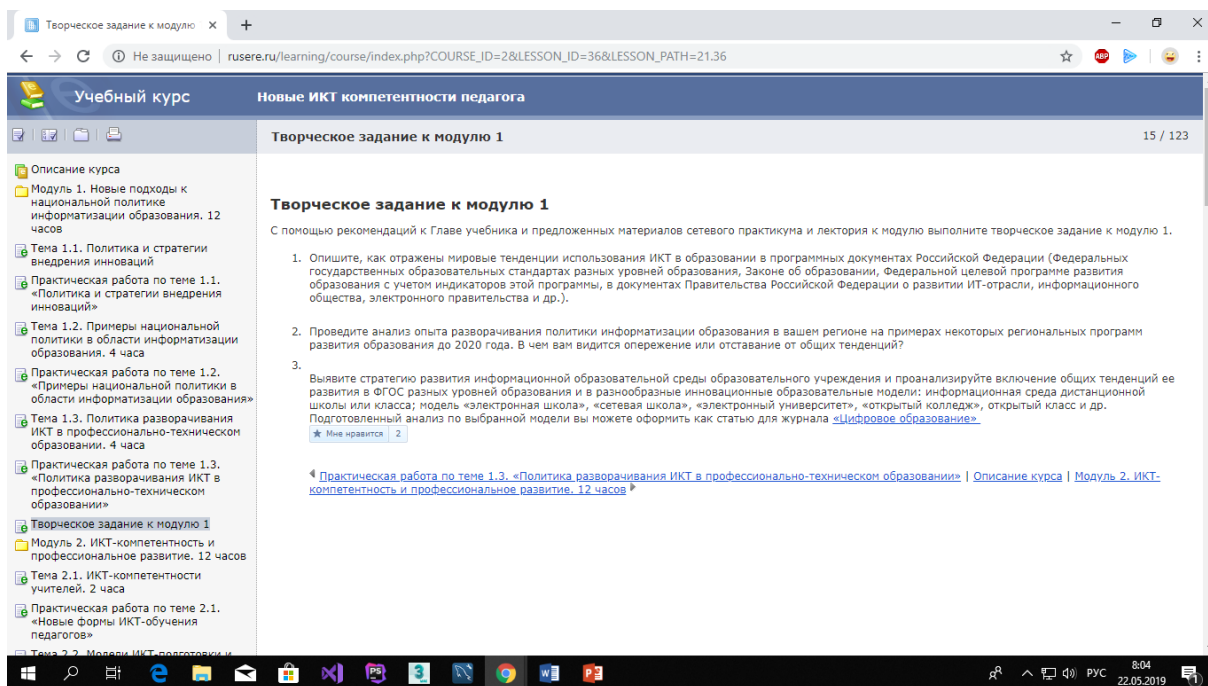 Творческое задание к модулю
Не защищено | rusere.ru/learning/course/index.php?COURSE_ID=2&LESSON_ID=36&LESSON_PATH=21.36
ABP
Учебный курс
Новые ИКТ компетентности педагога
Творческое задание к модулю 1
15 / 123
Описание курса
Модуль 1. Новые подходы к
национальной политике
информатизации образования. 12
часов
Тема 1.1. Политика и стратегии
внедрения инноваций
Практическая работа по теме 1.1.
«Политика и стратегии внедрения
инноваций»
Тема 1.2. Примеры национальной
политики в области информатизации
образования. 4 часа
Практическая работа по теме 1.2.
«Примеры национальной политики в
области информатизации образования»
Тема 1.3. Политика разворачивания
ИКТ в профессионально-техническом
образовании. 4 часа
Практическая работа по теме 1.3.
«Политика разворачивания ИКТ в
профессионально-техническом
образовании»
Творческое задание к модулю 1
Модуль 2. ИКТ-компетентность и
профессиональное развитие. 12 часов
Тема 2.1. ИКТ-компетентности
учителей. 2 часа
Практическая работа по теме 2.1.
«Новые формы ИКТ-обучения
педагогов»
Тема 2.2. Модели ИКТ-подготовки и
Творческое задание к модулю 1
С помощью рекомендаций к Главе учебника и предложенных материалов сетевого практикума и лектория к модулю выполните творческое задание к модулю 1.
1. Опишите, как отражены мировые тенденции использования ИКТ в образовании в программных документах Российской Федерации (Федеральных
государственных образовательных стандартах разных уровней образования, Законе об образовании, Федеральной целевой программе развития
образования с учетом индикаторов этой программы, в документах Правительства Российской Федерации о развитии ИТ-отрасли, информационного
общества, электронного правительства и др.).
2. Проведите анализ опыта разворачивания политики информатизации образования в вашем регионе на примерах некоторых региональных программ
развития образования до 2020 года. В чем вам видится опережение или отставание от общих тенденций?
3.
Выявите стратегию развития информационной образовательной среды образовательного учреждения и проанализируйте включение общих тенденций ее
развития в ФГОС разных уровней образования и в разнообразные инновационные образовательные модели: информационная среда дистанционной
школы или класса; модель «электронная школа», «сетевая школа», «электронный университет», «открытый колледж», открытый класс и др.
Подготовленный анализ по выбранной модели вы можете оформить как статью для журнала «Цифровое образование»
Мне нравится 2
Практическая работа по теме 1.3. «Политика разворачивания ИКТ в профессионально-техническом образовании» | Описание курса | Модуль 2. ИКТ-
компетентность и профессиональное развитие. 12 часов
РУС
8:04
22.05.2019